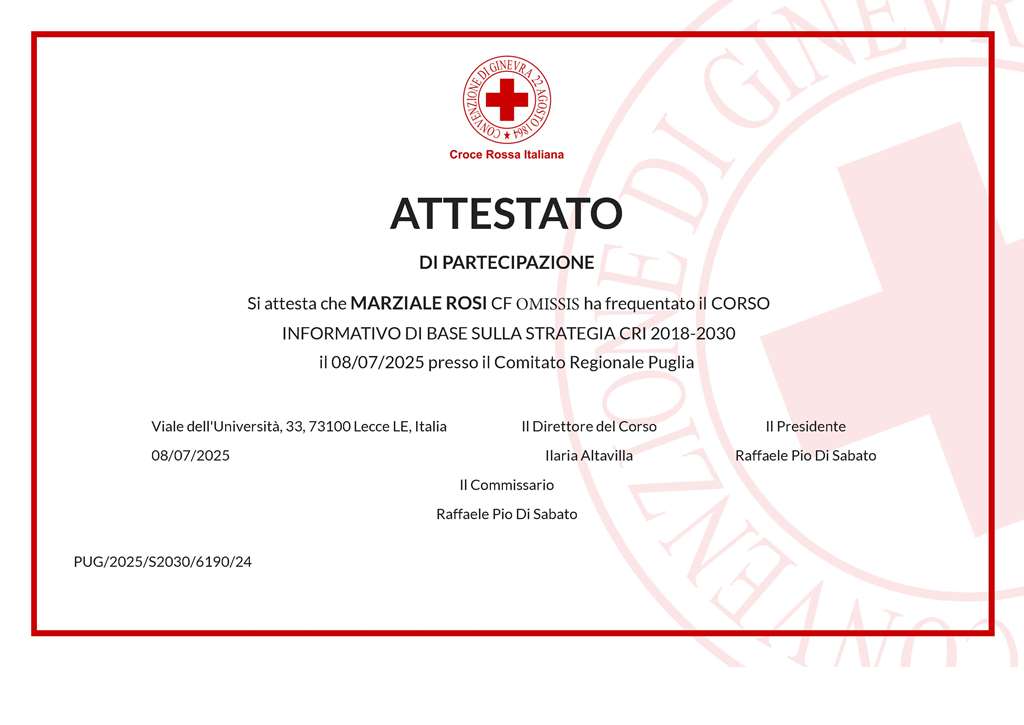 CONVENZIONE DI GINEVRA 22 AGOSTO 1864
Croce Rossa Italiana
ATTESTATO
DI PARTECIPAZIONE
Si attesta che MARZIALE ROSI CF OMISSIS ha frequentato il CORSO
INFORMATIVO DI BASE SULLA STRATEGIA CRI 2018-2030
il 08/07/2025 presso il Comitato Regionale Puglia
Viale dell'Università, 33, 73100 Lecce LE, Italia
Il Direttore del Corso
Il Presidente
08/07/2025
Ilaria Altavilla
Raffaele Pio Di Sabato
Il Commissario
Raffaele Pio Di Sabato
PUG/2025/S2030/6190/24
CONVENZIONE DI GINEVRA